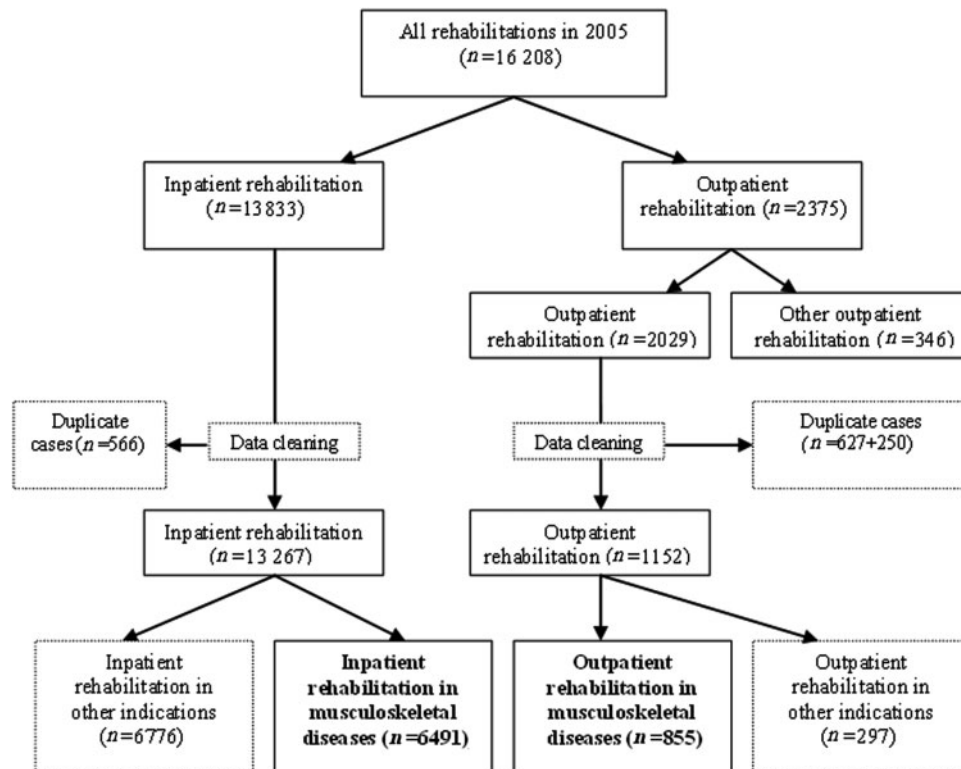 All rehabilitations in 2005
(n=16 208)
Inpatient rehabilitation
(n=13 833)
Outpatient
rehabilitation (n=2375)
Outpatient
rehabilitation (n=2029)
Other outpatient
rehabilitation (n=346)
Duplicate
cases (n=566)
Data cleaning
Data cleaning
Duplicate cases
(n=627+250)
Inpatient rehabilitation
(n=13 267)
Outpatient
rehabilitation (n=1152)
Inpatient
rehabilitation in
other indications
(n=6776)
Inpatient
rehabilitation in
musculoskeletal
diseases (n=6491)
Outpatient
rehabilitation in
musculoskeletal
diseases (n=855)
Outpatient
rehabilitation in
other indications
(n=297)